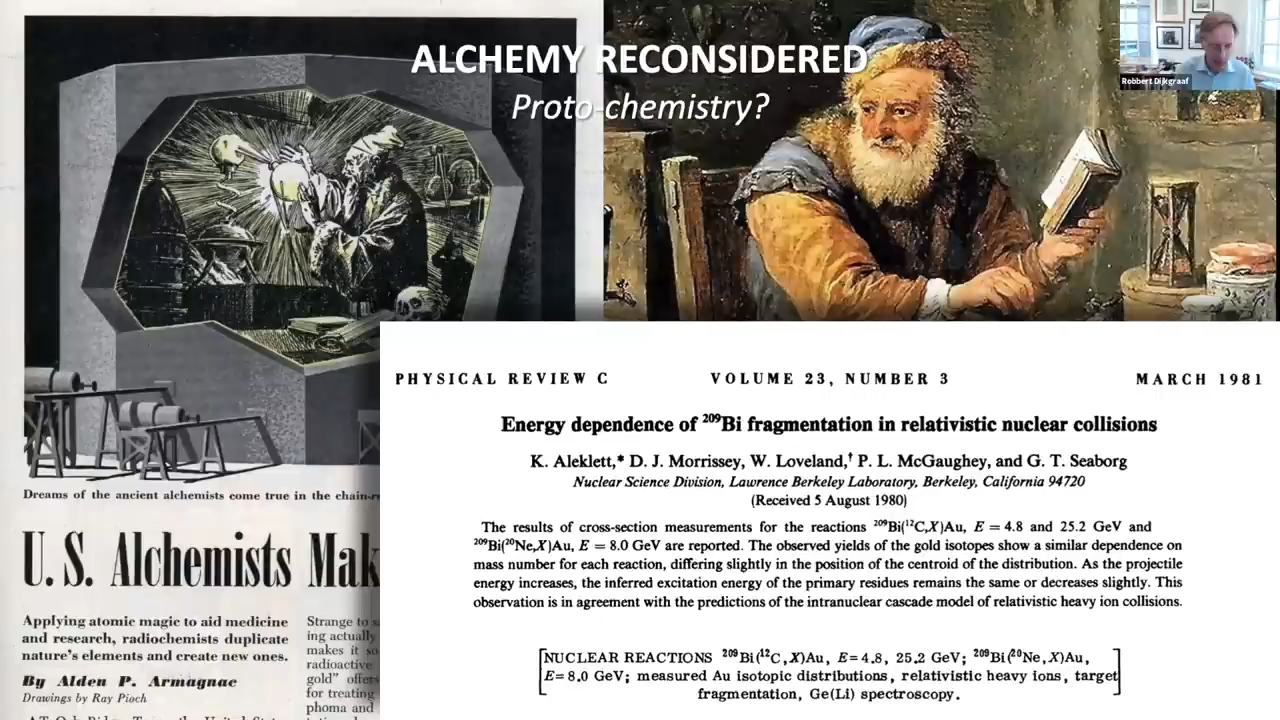 ALCHEMY RECONSIDERED
Proto-chemistry?
Robbert Dijkgraaf
Dreams of the ancient alchemists come true in the
U. S. Alchemists
Applying atomic magic to aid medicine
and research, radiochemists duplicate
nature's elements and create new ones.
By Alden P. Armagnac
Drawings by Ray Pioch
Strange to
ing actually
makes it so
radioactive
gold"
for treating
phoma and
PHYSICAL REVIEW C VOLUME 23, NUMBER 3 MARCH 1981
Energy dependence of ²⁰⁹Bi fragmentation in relativistic nuclear collisions
K. Aleklett,* D. J. Morrissey, W. Loveland,† P. L. McGaughey, and G. T. Seaborg
Nuclear Science Division, Lawrence Berkeley Laboratory, Berkeley, California 94720
(Received 5 August 1980)
The results of cross-section measurements for the reactions ²⁰⁹Bi(¹²C,X)Au, E = 4.8 and 25.2 GeV and
²⁰⁹Bi(²⁰Ne,X)Au, E = 8.0 GeV are reported. The observed yields of the gold isotopes show a similar dependence on
mass number for each reaction, differing slightly in the position of the centroid of the distribution. As the projectile
energy increases, the inferred excitation energy of the primary residues remains the same or decreases slightly. This
observation is in agreement with the predictions of the intranuclear cascade model of relativistic heavy ion collisions.
[NUCLEAR REACTIONS ²⁰⁹Bi(¹²C,X)Au, E=4.8, 25.2 GeV; ²⁰⁹Bi(²⁰Ne,X)Au,
E=8.0 GeV; measured Au isotopic distributions, relativistic heavy ions, target
fragmentation, Ge(Li) spectroscopy.]